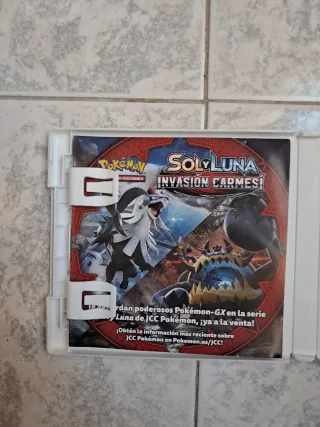 Pokémon
SOL Y LUNA
INVASIÓN CARMESÍ
rdan poderosos Pokémon-GX en la serie
Luna de JCC Pokémon, ¡ya a la venta!
¡Obtén la información más reciente sobre
JCC Pokémon en Pokemon.es/JCC!